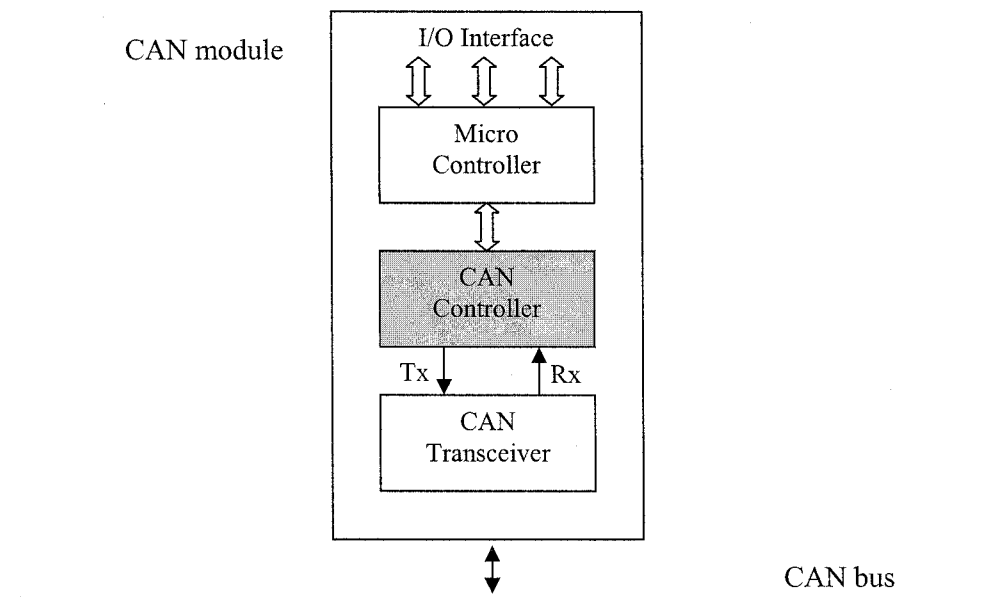 I/O Interface
CAN module
Micro
Controller
CAN
Controller
Tx
Rx
CAN
Transceiver
CAN bus